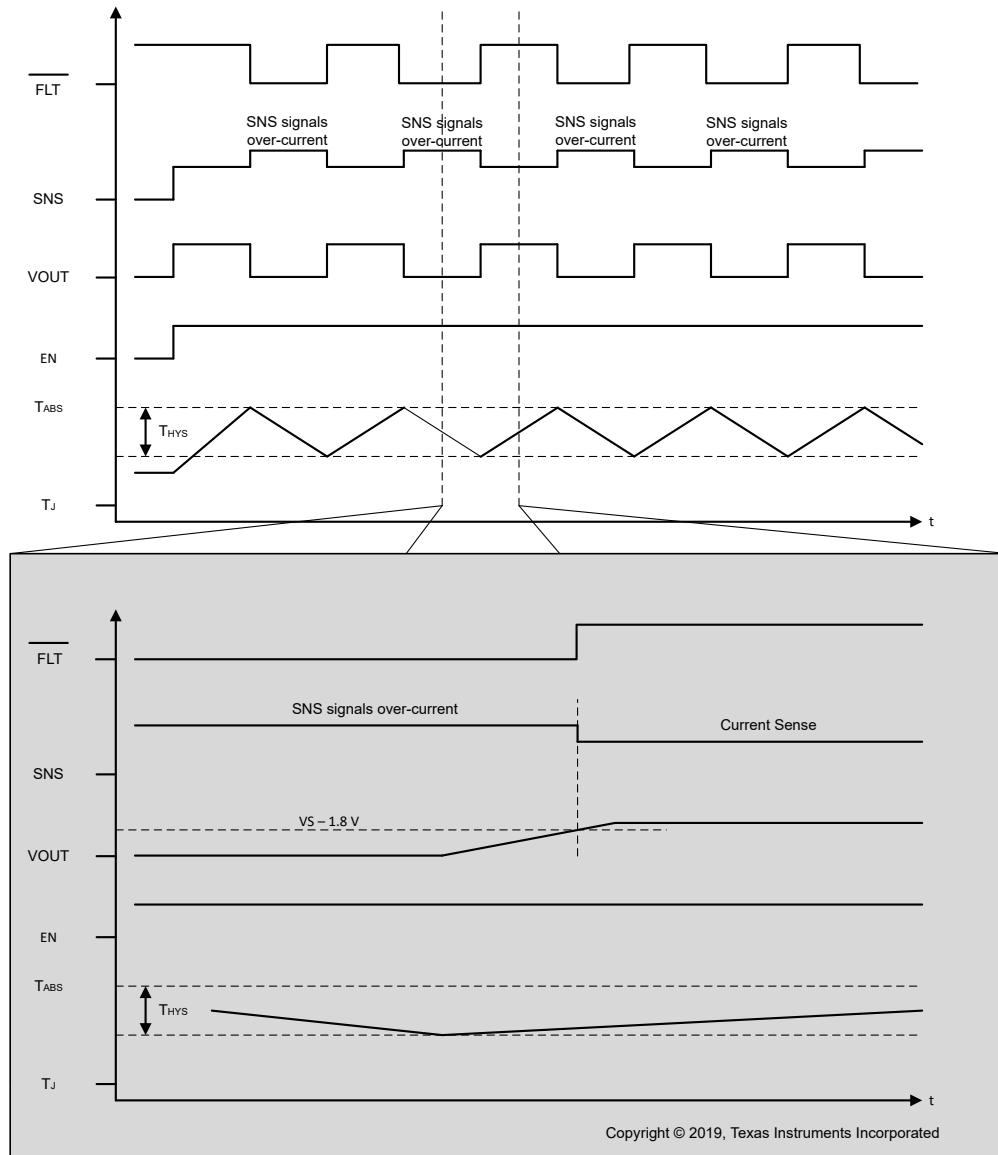 FLT
SNS signals
over-current
SNS signals
over-current
SNS signals
over-current
SNS signals
over-current
SNS
VOUT
EN
TABS
THYS
TJ
t
FLT
SNS signals over-current
Current Sense
SNS
VS – 1.8 V
VOUT
EN
TABS
THYS
TJ
t
Copyright © 2019, Texas Instruments Incorporated